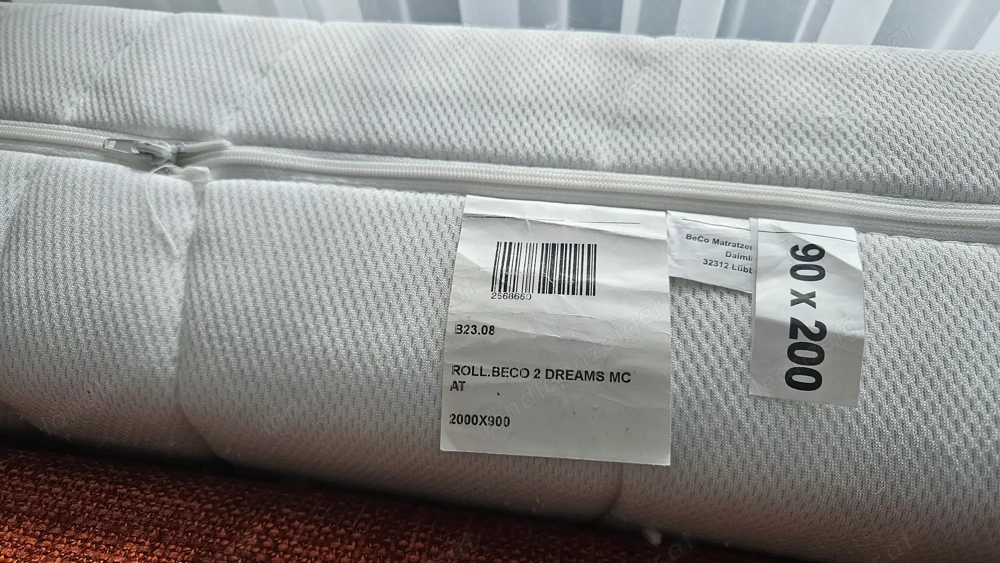 2568660
B23.08
ROLL.BECO 2 DREAMS MC
AT
2000X900
BeCo Matratzen
Daiml
32312 Lübb
90 x 200